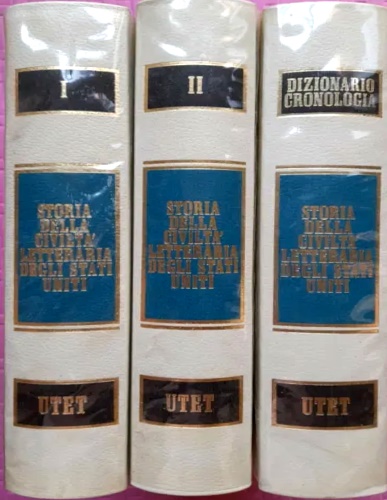 I
STORIA
DELLA
CIVILTÀ
LETTERARIA
DEGLI STATI
UNITI
UTET
II
STORIA
DELLA
CIVILTÀ
LETTERARIA
DEGLI STATI
UNITI
UTET
DIZIONARIO
CRONOLOGIA
STORIA
DELLA
CIVILTÀ
LETTERARIA
DEGLI STATI
UNITI
UTET